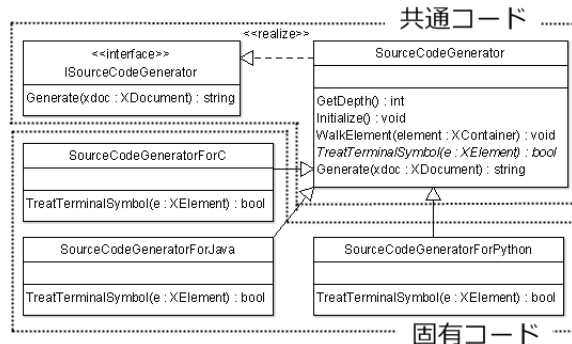 共通コード
<<realize>>
<<interface>>
ISourceCodeGenerator
Generate(xdoc : XDocument) : string
SourceCodeGenerator
GetDepth() : int
Initialize() : void
WalkElement(element : XContainer) : void
TreatTerminalSymbol(e : XElement) : bool
Generate(xdoc : XDocument) : string
SourceCodeGeneratorForC
TreatTerminalSymbol(e : XElement) : bool
SourceCodeGeneratorForJava
TreatTerminalSymbol(e : XElement) : bool
SourceCodeGeneratorForPython
TreatTerminalSymbol(e : XElement) : bool
固有コード